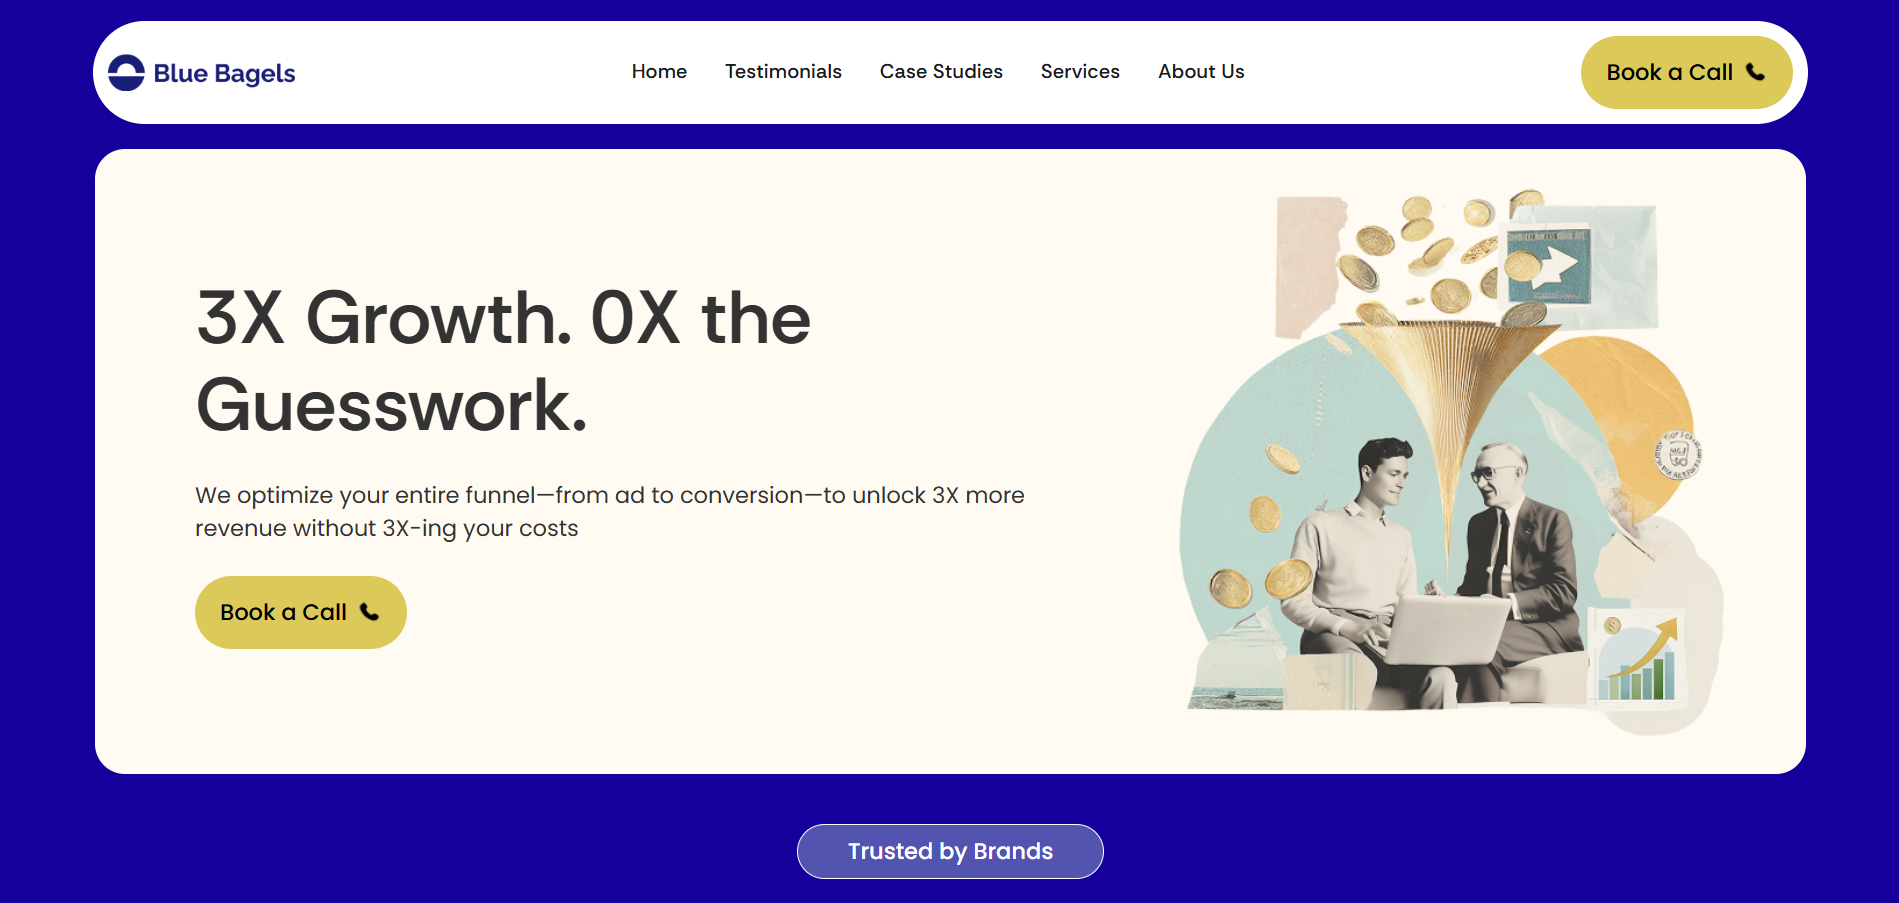 Blue Bagels
Home
Testimonials
Case Studies
Services
About Us
Book a Call
3X Growth. 0X the
Guesswork.
We optimize your entire funnel—from ad to conversion—to unlock 3X more
revenue without 3X-ing your costs
Book a Call
Trusted by Brands